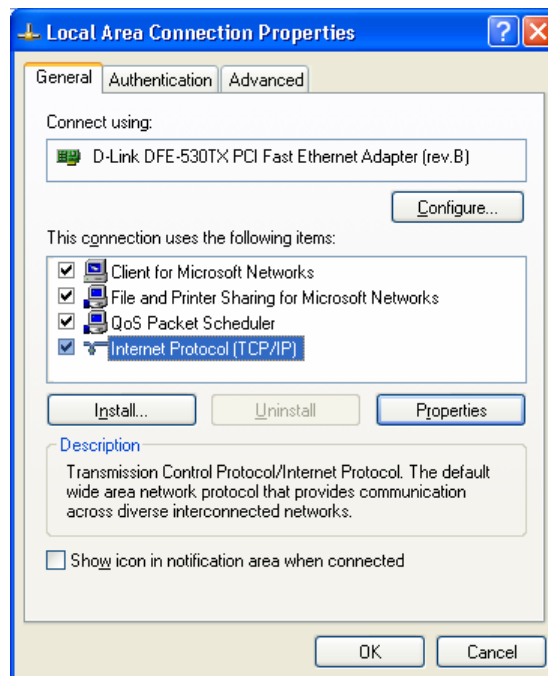 Local Area Connection Properties
General Authentication Advanced
Connect using:
D-Link DFE-530TX PCI Fast Ethernet Adapter (rev.B)
Configure...
This connection uses the following items:
Client for Microsoft Networks
File and Printer Sharing for Microsoft Networks
QoS Packet Scheduler
Internet Protocol (TCP/IP)
Install... Uninstall Properties
Description
Transmission Control Protocol/Internet Protocol. The default
wide area network protocol that provides communication
across diverse interconnected networks.
Show icon in notification area when connected
OK Cancel